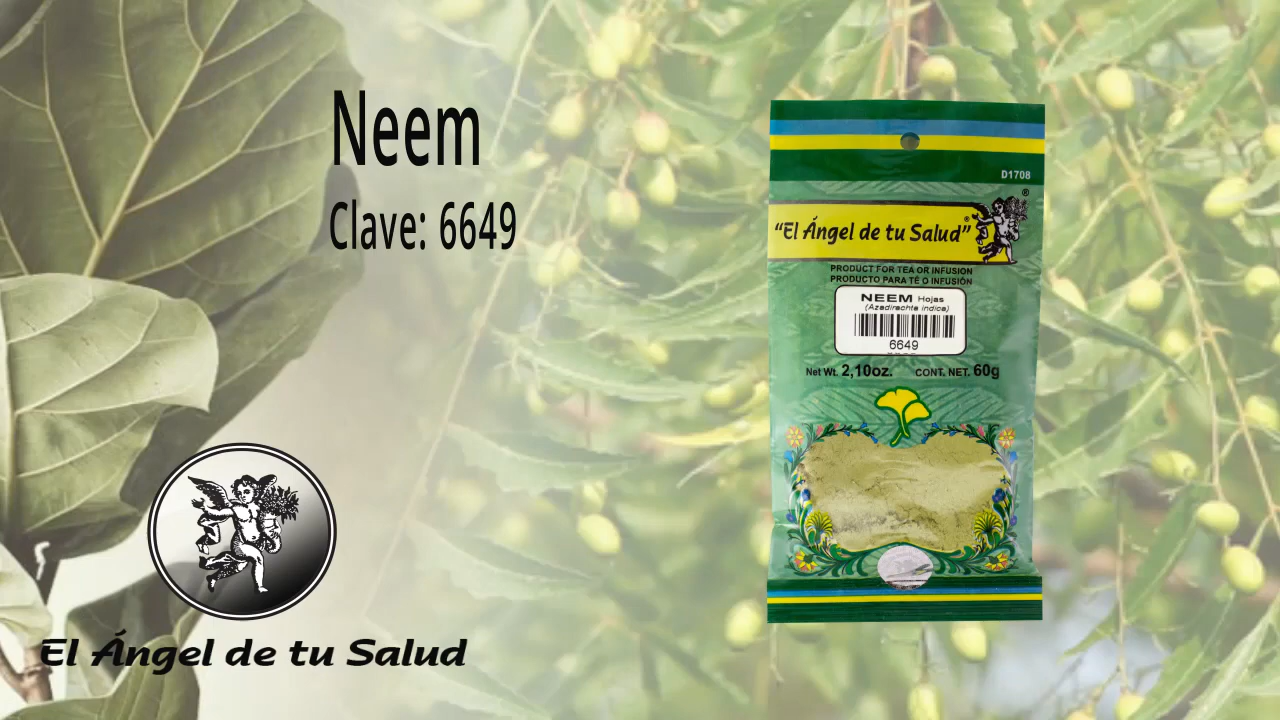 Neem
Clave: 6649
El Ángel de tu Salud
D1708
"El Ángel de tu Salud"®
®
PRODUCT FOR TEA OR INFUSION
PRODUCTO PARA TÉ O INFUSIÓN
NEEM Hojas
(Azadirachta indica)
6649
Net Wt. 2,10oz. CONT. NET. 60g